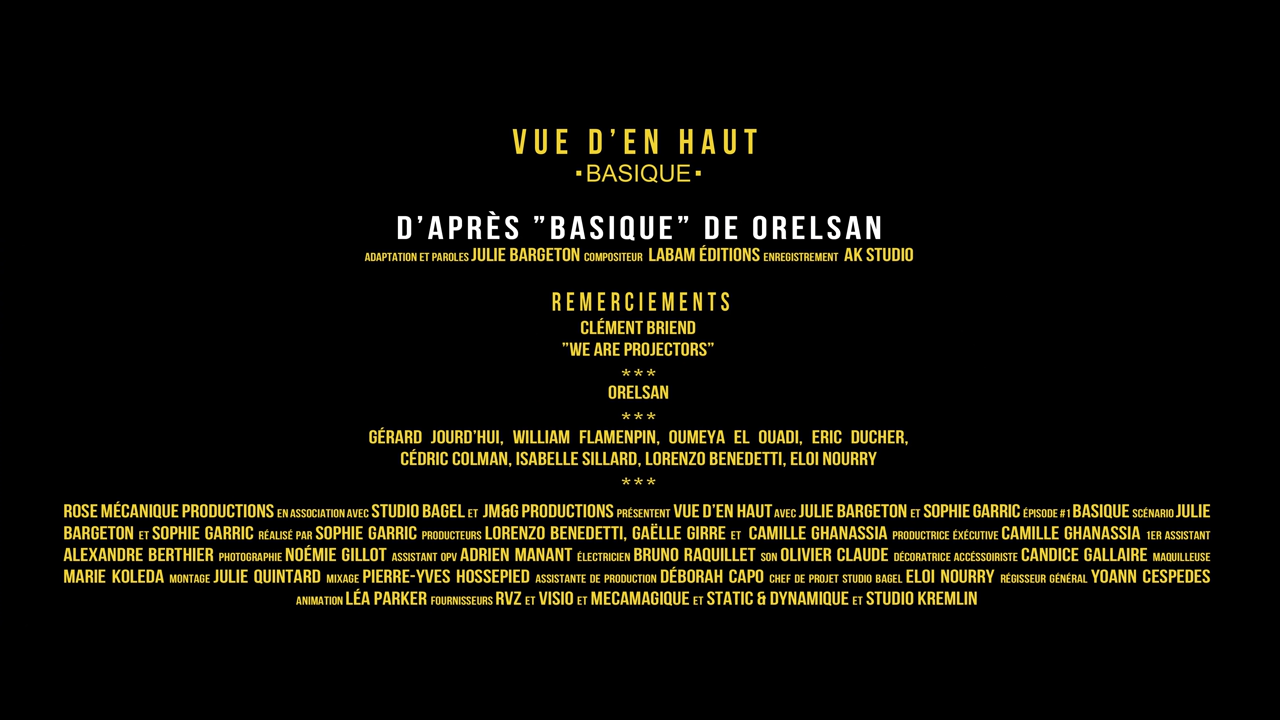 VUE D'EN HAUT
▪BASIQUE▪
D'APRÈS "BASIQUE" DE ORELSAN
ADAPTATION ET PAROLES JULIE BARGETON COMPOSITEUR LABAM ÉDITIONS ENREGISTREMENT AK STUDIO
REMERCIEMENTS
CLÉMENT BRIEND
"WE ARE PROJECTORS"
***
ORELSAN
***
GÉRARD JOURD'HUI, WILLIAM FLAMENPIN, OUMEYA EL OUADI, ERIC DUCHER,
CÉDRIC COLMAN, ISABELLE SILLARD, LORENZO BENEDETTI, ELOI NOURRY
***
ROSE MÉCANIQUE PRODUCTIONS EN ASSOCIATION AVEC STUDIO BAGEL ET JM&G PRODUCTIONS PRÉSENTENT VUE D'EN HAUT AVEC JULIE BARGETON ET SOPHIE GARRIC ÉPISODE #1 BASIQUE SCÉNARIO JULIE
BARGETON ET SOPHIE GARRIC RÉALISÉ PAR SOPHIE GARRIC PRODUCTEURS LORENZO BENEDETTI, GAËLLE GIRRE ET CAMILLE GHANASSIA PRODUCTRICE ÉXÉCUTIVE CAMILLE GHANASSIA 1ER ASSISTANT
ALEXANDRE BERTHIER PHOTOGRAPHIE NOÉMIE GILLOT ASSISTANT OPV ADRIEN MANANT ÉLECTRICIEN BRUNO RAQUILLET SON OLIVIER CLAUDE DÉCORATRICE ACCÉSSOIRISTE CANDICE GALLAIRE MAQUILLEUSE
MARIE KOLEDA MONTAGE JULIE QUINTARD MIXAGE PIERRE-YVES HOSSEPIED ASSISTANTE DE PRODUCTION DÉBORAH CAPO CHEF DE PROJET STUDIO BAGEL ELOI NOURRY RÉGISSEUR GÉNÉRAL YOANN CESPEDES
ANIMATION LÉA PARKER FOURNISSEURS RVZ ET VISIO ET MECAMAGIQUE ET STATIC & DYNAMIQUE ET STUDIO KREMLIN